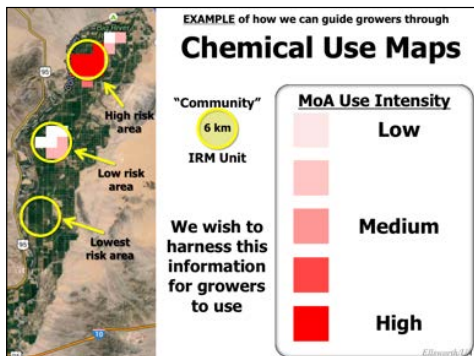 EXAMPLE of how we can guide growers through
Chemical Use Maps
95
High risk
area
Low risk
area
Lowest
risk area
95
10
"Community"
6 km
IRM Unit
We wish to
harness this
information
for growers
to use
MoA Use Intensity
Low
Medium
High